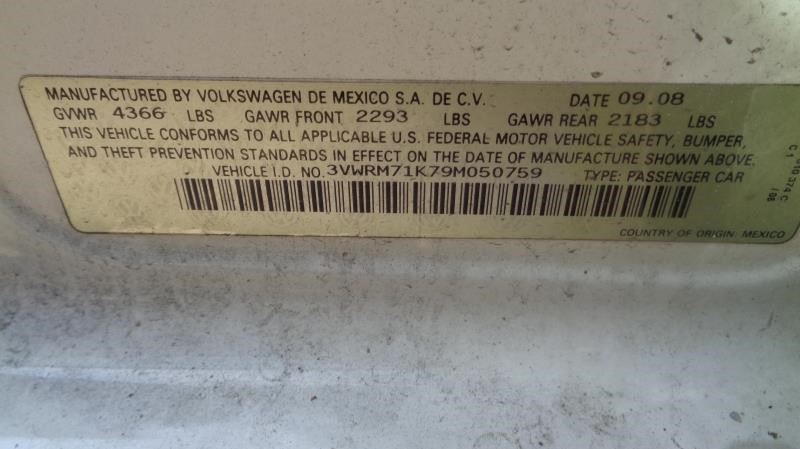 MANUFACTURED BY VOLKSWAGEN DE MEXICO S.A. DE C.V. DATE 09.08
GVWR 4366 LBS GAWR FRONT 2293 LBS GAWR REAR 2183 LBS
THIS VEHICLE CONFORMS TO ALL APPLICABLE U.S. FEDERAL MOTOR VEHICLE SAFETY, BUMPER,
AND THEFT PREVENTION STANDARDS IN EFFECT ON THE DATE OF MANUFACTURE SHOWN ABOVE.
VEHICLE I.D. NO. 3VWRM71K79M050759 TYPE: PASSENGER CAR
COUNTRY OF ORIGIN: MEXICO